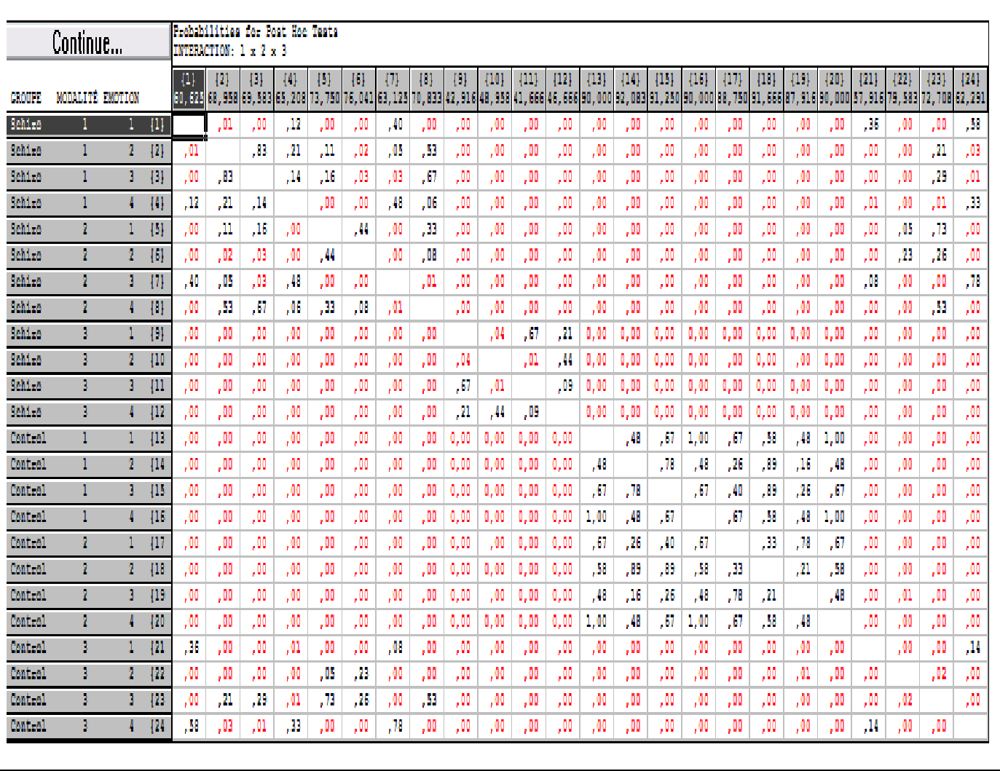 Continue...
Probabilities for Post Hoc Tests
INTERACTION: 1 x 2 x 3
{1} {2} {3} {4} {5} {6} {7} {8} {9} {10} {11} {12} {13} {14} {15} {16} {17} {18} {19} {20} {21} {22} {23} {24}
GROUPE MODALITÉ EMOTION 60,625 68,958 69,583 65,208 73,750 76,041 63,125 70,833 42,916 48,958 41,666 46,666 90,000 92,083 91,250 90,000 88,750 91,666 87,916 90,000 57,916 79,583 72,708 62,291
Schizo 1 1 {1} ,01 ,00 ,12 ,00 ,00 ,40 ,00 ,00 ,00 ,00 ,00 ,00 ,00 ,00 ,00 ,00 ,00 ,00 ,00 ,36 ,00 ,00 ,58
Schizo 1 2 {2} ,01 ,83 ,21 ,11 ,02 ,05 ,53 ,00 ,00 ,00 ,00 ,00 ,00 ,00 ,00 ,00 ,00 ,00 ,00 ,00 ,00 ,21 ,03
Schizo 1 3 {3} ,00 ,83 ,14 ,16 ,03 ,03 ,67 ,00 ,00 ,00 ,00 ,00 ,00 ,00 ,00 ,00 ,00 ,00 ,00 ,00 ,00 ,29 ,01
Schizo 1 4 {4} ,12 ,21 ,14 ,00 ,00 ,48 ,06 ,00 ,00 ,00 ,00 ,00 ,00 ,00 ,00 ,00 ,00 ,00 ,00 ,01 ,00 ,01 ,33
Schizo 2 1 {5} ,00 ,11 ,16 ,00 ,44 ,00 ,33 ,00 ,00 ,00 ,00 ,00 ,00 ,00 ,00 ,00 ,00 ,00 ,00 ,00 ,05 ,73 ,00
Schizo 2 2 {6} ,00 ,02 ,03 ,00 ,44 ,00 ,08 ,00 ,00 ,00 ,00 ,00 ,00 ,00 ,00 ,00 ,00 ,00 ,00 ,00 ,23 ,26 ,00
Schizo 2 3 {7} ,40 ,05 ,03 ,48 ,00 ,00 ,01 ,00 ,00 ,00 ,00 ,00 ,00 ,00 ,00 ,00 ,00 ,00 ,00 ,08 ,00 ,00 ,78
Schizo 2 4 {8} ,00 ,53 ,67 ,06 ,33 ,08 ,01 ,00 ,00 ,00 ,00 ,00 ,00 ,00 ,00 ,00 ,00 ,00 ,00 ,00 ,00 ,53 ,00
Schizo 3 1 {9} ,00 ,00 ,00 ,00 ,00 ,00 ,00 ,00 ,04 ,67 ,21 0,00 0,00 0,00 0,00 0,00 0,00 0,00 0,00 ,00 ,00 ,00 ,00
Schizo 3 2 {10 ,00 ,00 ,00 ,00 ,00 ,00 ,00 ,00 ,04 ,01 ,44 0,00 0,00 0,00 0,00 ,00 0,00 ,00 0,00 ,00 ,00 ,00 ,00
Schizo 3 3 {11 ,00 ,00 ,00 ,00 ,00 ,00 ,00 ,00 ,67 ,01 ,09 0,00 0,00 0,00 0,00 0,00 0,00 0,00 0,00 ,00 ,00 ,00 ,00
Schizo 3 4 {12 ,00 ,00 ,00 ,00 ,00 ,00 ,00 ,00 ,21 ,44 ,09 0,00 0,00 0,00 0,00 0,00 0,00 0,00 0,00 ,00 ,00 ,00 ,00
Control 1 1 {13 ,00 ,00 ,00 ,00 ,00 ,00 ,00 ,00 0,00 0,00 0,00 0,00 ,48 ,67 1,00 ,67 ,58 ,48 1,00 ,00 ,00 ,00 ,00
Control 1 2 {14 ,00 ,00 ,00 ,00 ,00 ,00 ,00 ,00 0,00 0,00 0,00 0,00 ,48 ,78 ,48 ,26 ,89 ,16 ,48 ,00 ,00 ,00 ,00
Control 1 3 {15 ,00 ,00 ,00 ,00 ,00 ,00 ,00 ,00 0,00 0,00 0,00 0,00 ,67 ,78 ,67 ,40 ,89 ,26 ,67 ,00 ,00 ,00 ,00
Control 1 4 {16 ,00 ,00 ,00 ,00 ,00 ,00 ,00 ,00 0,00 0,00 0,00 0,00 1,00 ,48 ,67 ,67 ,58 ,48 1,00 ,00 ,00 ,00 ,00
Control 2 1 {17 ,00 ,00 ,00 ,00 ,00 ,00 ,00 ,00 0,00 ,00 0,00 0,00 ,67 ,26 ,40 ,67 ,33 ,78 ,67 ,00 ,00 ,00 ,00
Control 2 2 {18 ,00 ,00 ,00 ,00 ,00 ,00 ,00 ,00 0,00 0,00 0,00 0,00 ,58 ,89 ,89 ,58 ,33 ,21 ,58 ,00 ,00 ,00 ,00
Control 2 3 {19 ,00 ,00 ,00 ,00 ,00 ,00 ,00 ,00 0,00 ,00 0,00 0,00 ,48 ,16 ,26 ,48 ,78 ,21 ,48 ,00 ,01 ,00 ,00
Control 2 4 {20 ,00 ,00 ,00 ,00 ,00 ,00 ,00 ,00 0,00 0,00 0,00 0,00 1,00 ,48 ,67 1,00 ,67 ,58 ,48 ,00 ,00 ,00 ,00
Control 3 1 {21 ,36 ,00 ,00 ,01 ,00 ,00 ,08 ,00 ,00 ,00 ,00 ,00 ,00 ,00 ,00 ,00 ,00 ,00 ,00 ,00 ,00 ,00 ,14
Control 3 2 {22 ,00 ,00 ,00 ,00 ,05 ,23 ,00 ,00 ,00 ,00 ,00 ,00 ,00 ,00 ,00 ,00 ,00 ,00 ,01 ,00 ,00 ,02 ,00
Control 3 3 {23 ,00 ,21 ,29 ,01 ,73 ,26 ,00 ,53 ,00 ,00 ,00 ,00 ,00 ,00 ,00 ,00 ,00 ,00 ,00 ,00 ,00 ,02 ,00
Control 3 4 {24 ,58 ,03 ,01 ,33 ,00 ,00 ,78 ,00 ,00 ,00 ,00 ,00 ,00 ,00 ,00 ,00 ,00 ,00 ,00 ,00 ,14 ,00 ,00